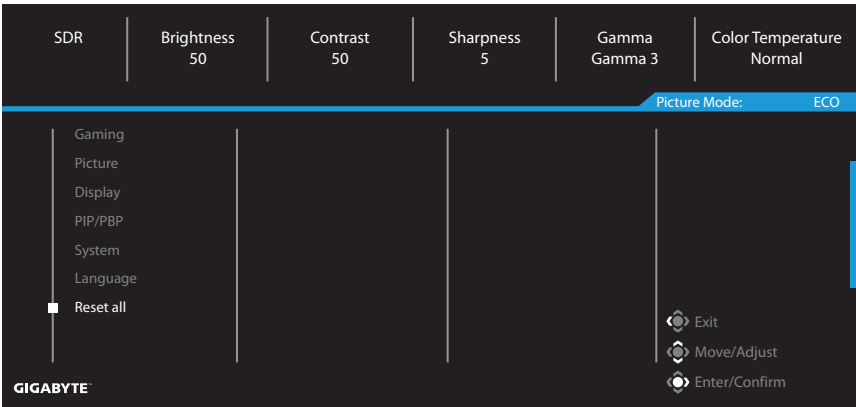 SDR
Brightness
50
Contrast
50
Sharpness
5
Gamma
Gamma 3
Color Temperature
Normal
Picture Mode: ECO
Gaming
Picture
Display
PIP/PBP
System
Language
Reset all
Exit
Move/Adjust
Enter/Confirm
GIGABYTE™